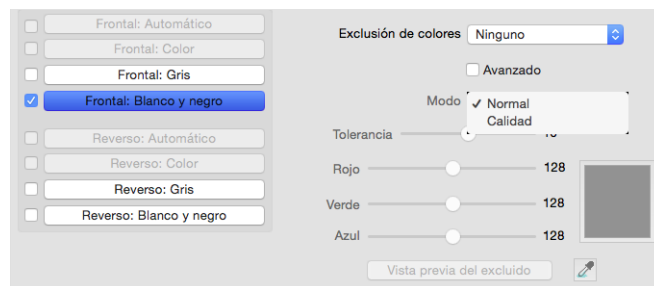 Frontal: Automático
Frontal: Color
Frontal: Gris
Frontal: Blanco y negro
Reverso: Automático
Reverso: Color
Reverso: Gris
Reverso: Blanco y negro
Exclusión de colores Ninguno
Avanzado
Modo ✓ Normal
Calidad
Tolerancia
Rojo 128
Verde 128
Azul 128
Vista previa del excluido